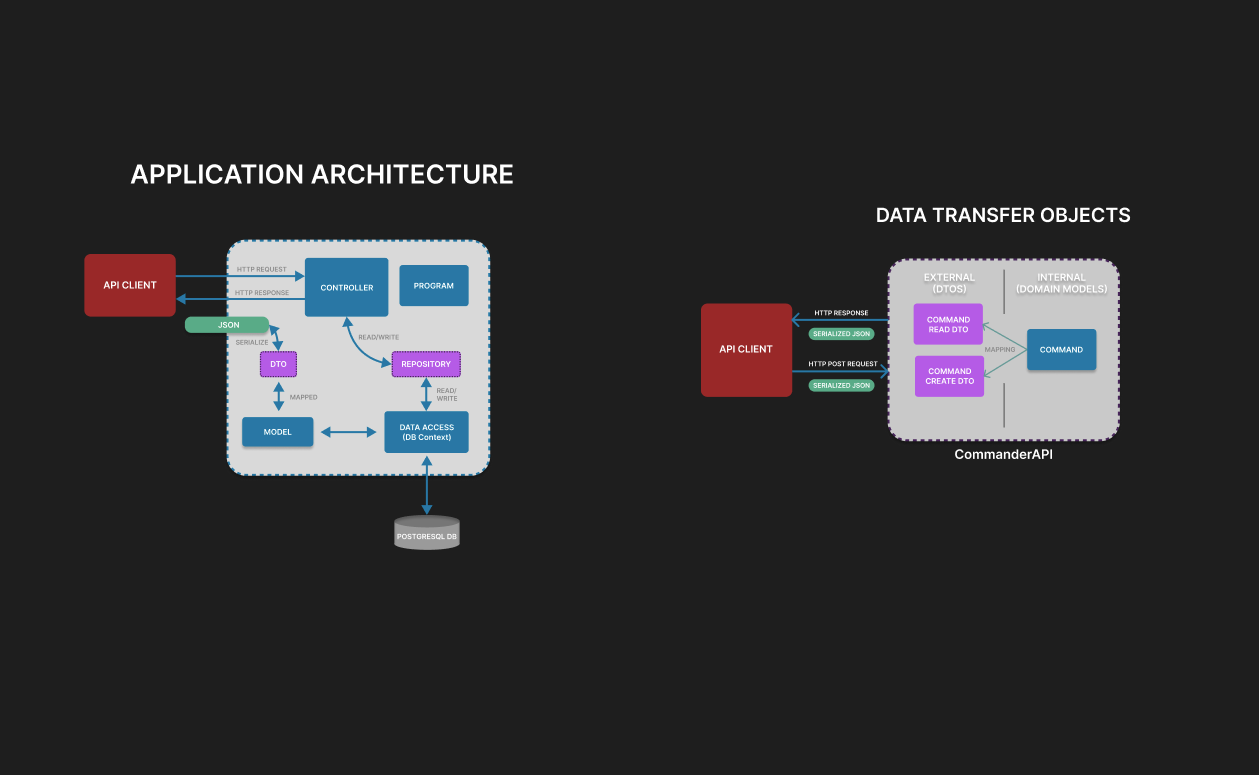 APPLICATION ARCHITECTURE
API CLIENT
HTTP REQUEST
HTTP RESPONSE
CONTROLLER
PROGRAM
JSON
SERIALIZE
READ/WRITE
DTO
REPOSITORY
MAPPED
READ/
WRITE
MODEL
DATA ACCESS
(DB Context)
POSTGRESQL DB
DATA TRANSFER OBJECTS
API CLIENT
HTTP RESPONSE
SERIALIZED JSON
HTTP POST REQUEST
SERIALIZED JSON
EXTERNAL
(DTOS)
INTERNAL
(DOMAIN MODELS)
COMMAND
READ DTO
MAPPING
COMMAND
COMMAND
CREATE DTO
CommanderAPI